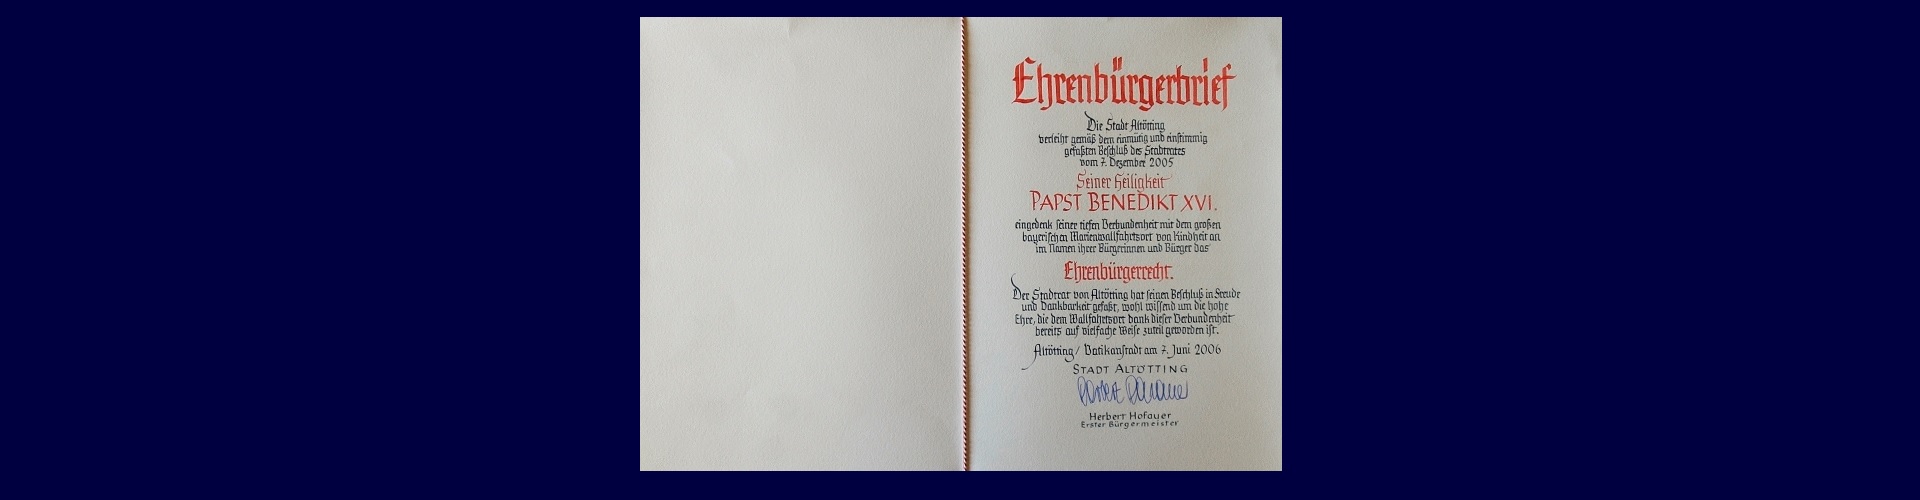 Ehrenbürgerbrief
Die Stadt Altötting
verleiht gemäß dem einmütig und einstimmig
gefaßten Beschluß des Stadtrates
vom 7. Dezember 2005
Seiner Heiligkeit
PAPST BENEDIKT XVI.
eingedenk seiner tiefen Verbundenheit mit dem großen
bayerischen Marienwallfahrtsort von Kindheit an
im Namen ihrer Bürgerinnen und Bürger das
Ehrenbürgerrecht.
Der Stadtrat von Altötting hat seinen Beschluß in Freude
und Dankbarkeit gefaßt, wohl wissend um die hohe
Ehre, die dem Wallfahrtsort dank dieser Verbundenheit
bereits auf vielfache Weise zuteil geworden ist.
Altötting/Vatikanstadt am 7. Juni 2006
STADT ALTÖTTING
Herbert Hofauer
Herbert Hofauer
Erster Bürgermeister